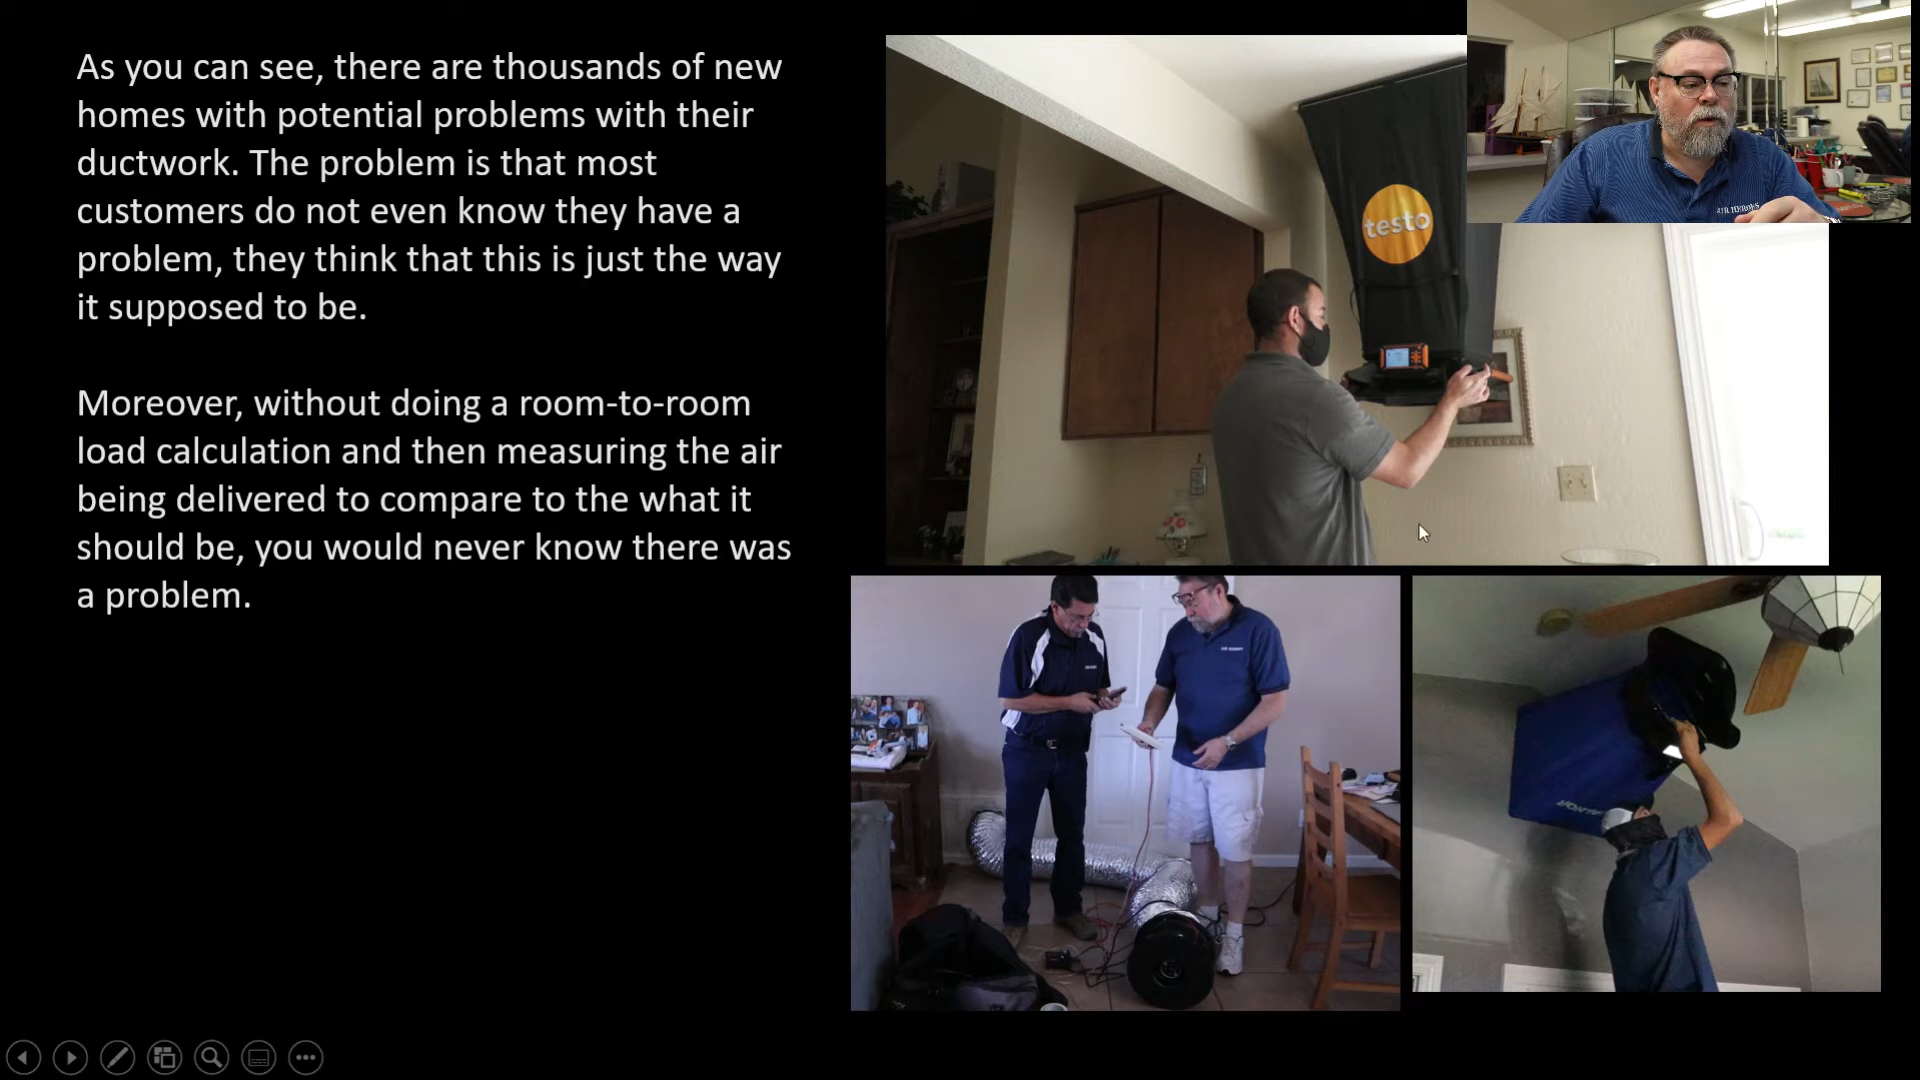 As you can see, there are thousands of new
homes with potential problems with their
ductwork. The problem is that most
customers do not even know they have a
problem, they think that this is just the way
it supposed to be.
Moreover, without doing a room-to-room
load calculation and then measuring the air
being delivered to compare to the what it
should be, you would never know there was
a problem.
testo
AIR HEROES